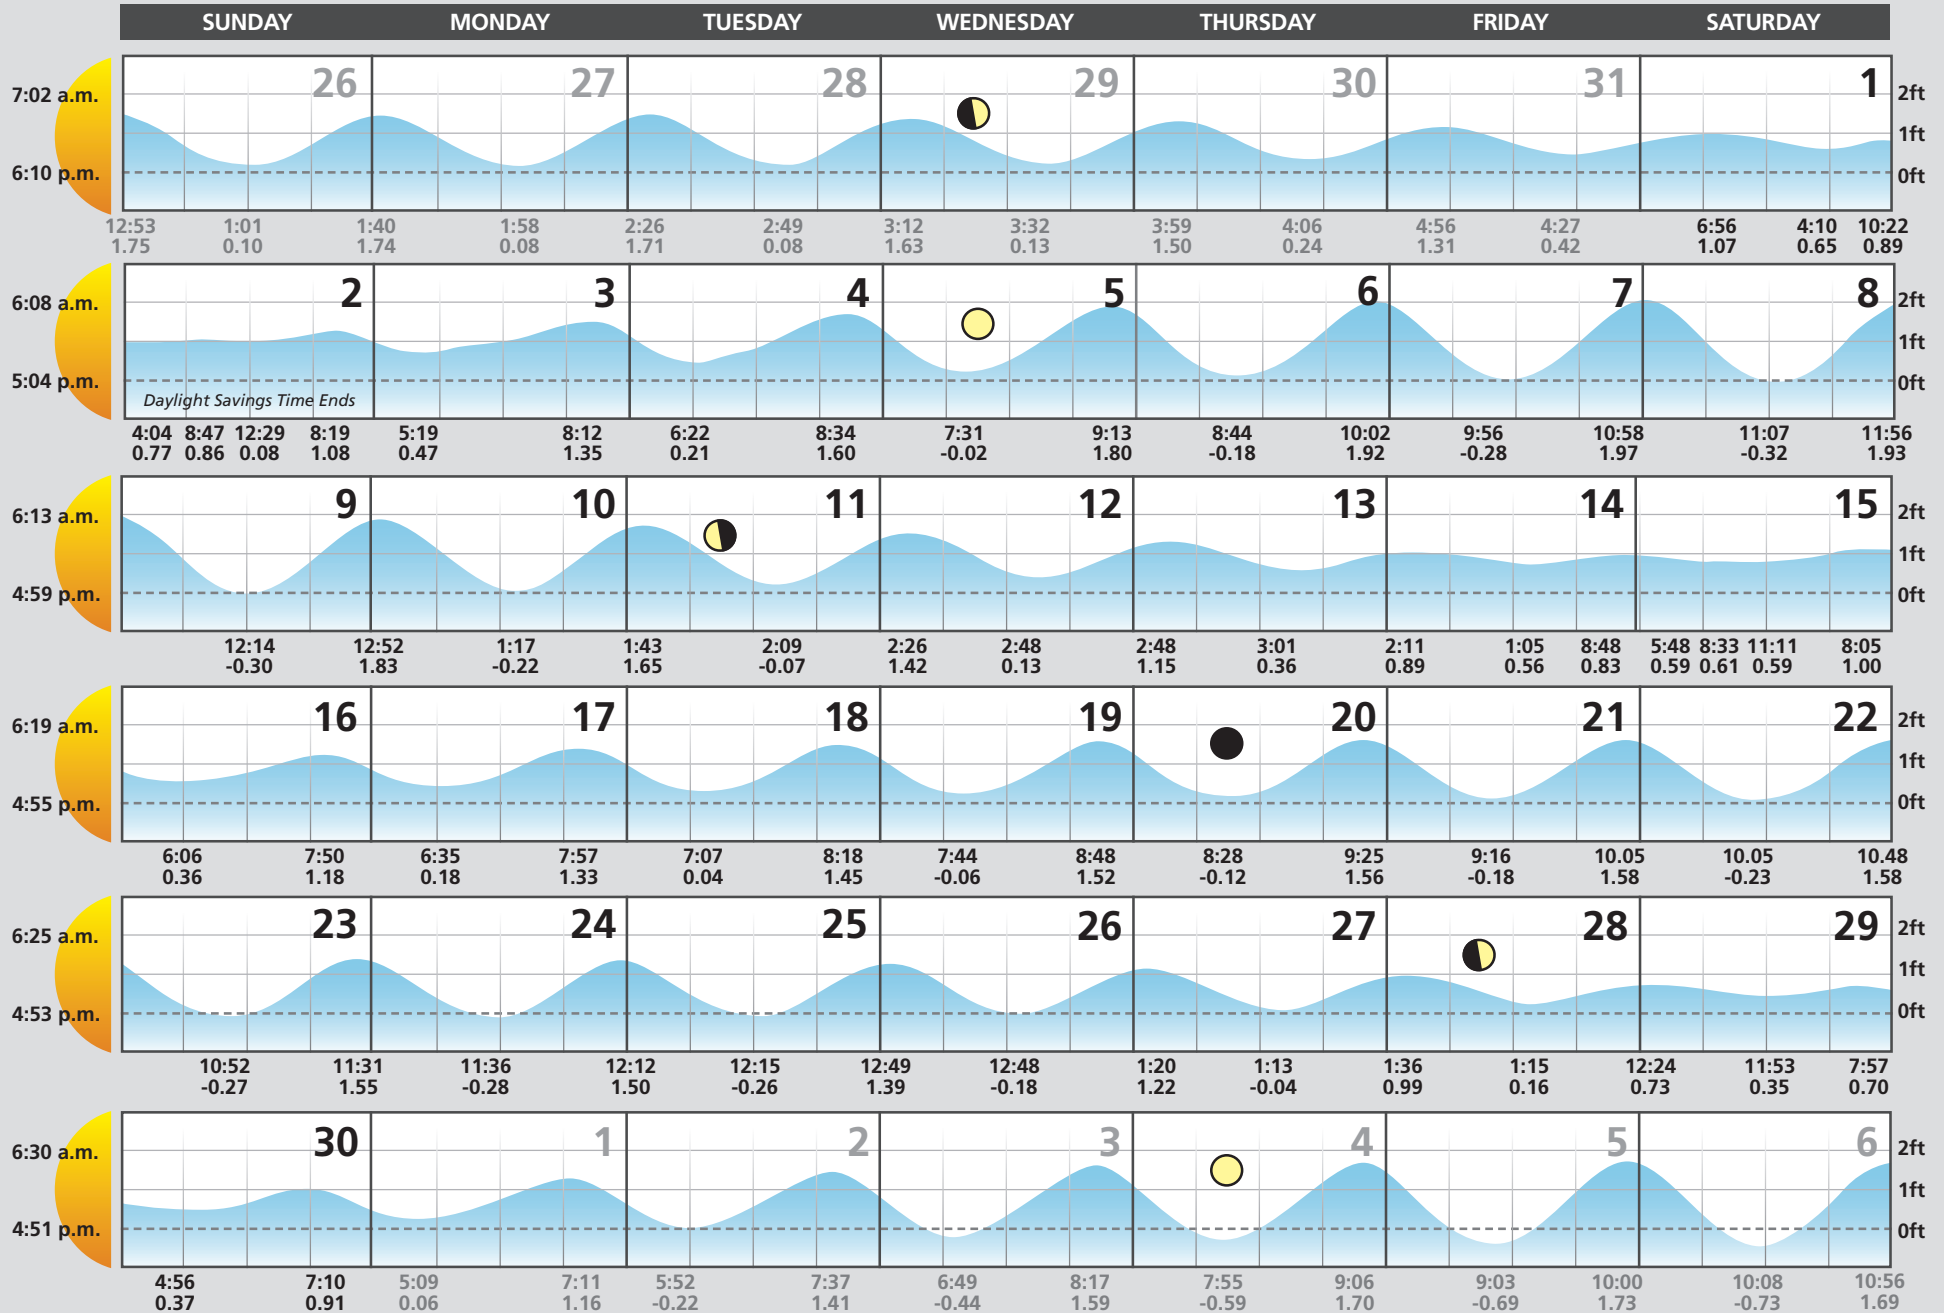 SUNDAY MONDAY TUESDAY WEDNESDAY THURSDAY FRIDAY SATURDAY
26 27 28 29 30 31 1
7:02 a.m. 2ft
1ft
6:10 p.m. 0ft
12:53 1:01 1:40 1:58 2:26 2:49 3:12 3:32 3:59 4:06 4:56 4:27 6:56 4:10 10:22
1.75 0.10 1.74 0.08 1.71 0.08 1.63 0.13 1.50 0.24 1.31 0.42 1.07 0.65 0.89
2 3 4 5 6 7 8
6:08 a.m. 2ft
1ft
5:04 p.m. 0ft
Daylight Savings Time Ends
4:04 8:47 12:29 8:19 5:19 8:12 6:22 8:34 7:31 9:13 8:44 10:02 9:56 10:58 11:07 11:56
0.77 0.86 0.08 1.08 0.47 1.35 0.21 1.60 -0.02 1.80 -0.18 1.92 -0.28 1.97 -0.32 1.93
9 10 11 12 13 14 15
6:13 a.m. 2ft
1ft
4:59 p.m. 0ft
12:14 12:52 1:17 1:43 2:09 2:26 2:48 2:48 3:01 2:11 1:05 8:48 5:48 8:33 11:11 8:05
-0.30 1.83 -0.22 1.65 -0.07 1.42 0.13 1.15 0.36 0.89 0.56 0.83 0.59 0.61 0.59 1.00
16 17 18 19 20 21 22
6:19 a.m. 2ft
1ft
4:55 p.m. 0ft
6:06 7:50 6:35 7:57 7:07 8:18 7:44 8:48 8:28 9:25 9:16 10.05 10.05 10.48
0.36 1.18 0.18 1.33 0.04 1.45 -0.06 1.52 -0.12 1.56 -0.18 1.58 -0.23 1.58
23 24 25 26 27 28 29
6:25 a.m. 2ft
1ft
4:53 p.m. 0ft
10:52 11:31 11:36 12:12 12:15 12:49 12:48 1:20 1:13 1:36 1:15 12:24 11:53 7:57
-0.27 1.55 -0.28 1.50 -0.26 1.39 -0.18 1.22 -0.04 0.99 0.16 0.73 0.35 0.70
30 1 2 3 4 5 6
6:30 a.m. 2ft
1ft
4:51 p.m. 0ft
4:56 7:10 5:09 7:11 5:52 7:37 6:49 8:17 7:55 9:06 9:03 10:00 10:08 10:56
0.37 0.91 0.06 1.16 -0.22 1.41 -0.44 1.59 -0.59 1.70 -0.69 1.73 -0.73 1.69